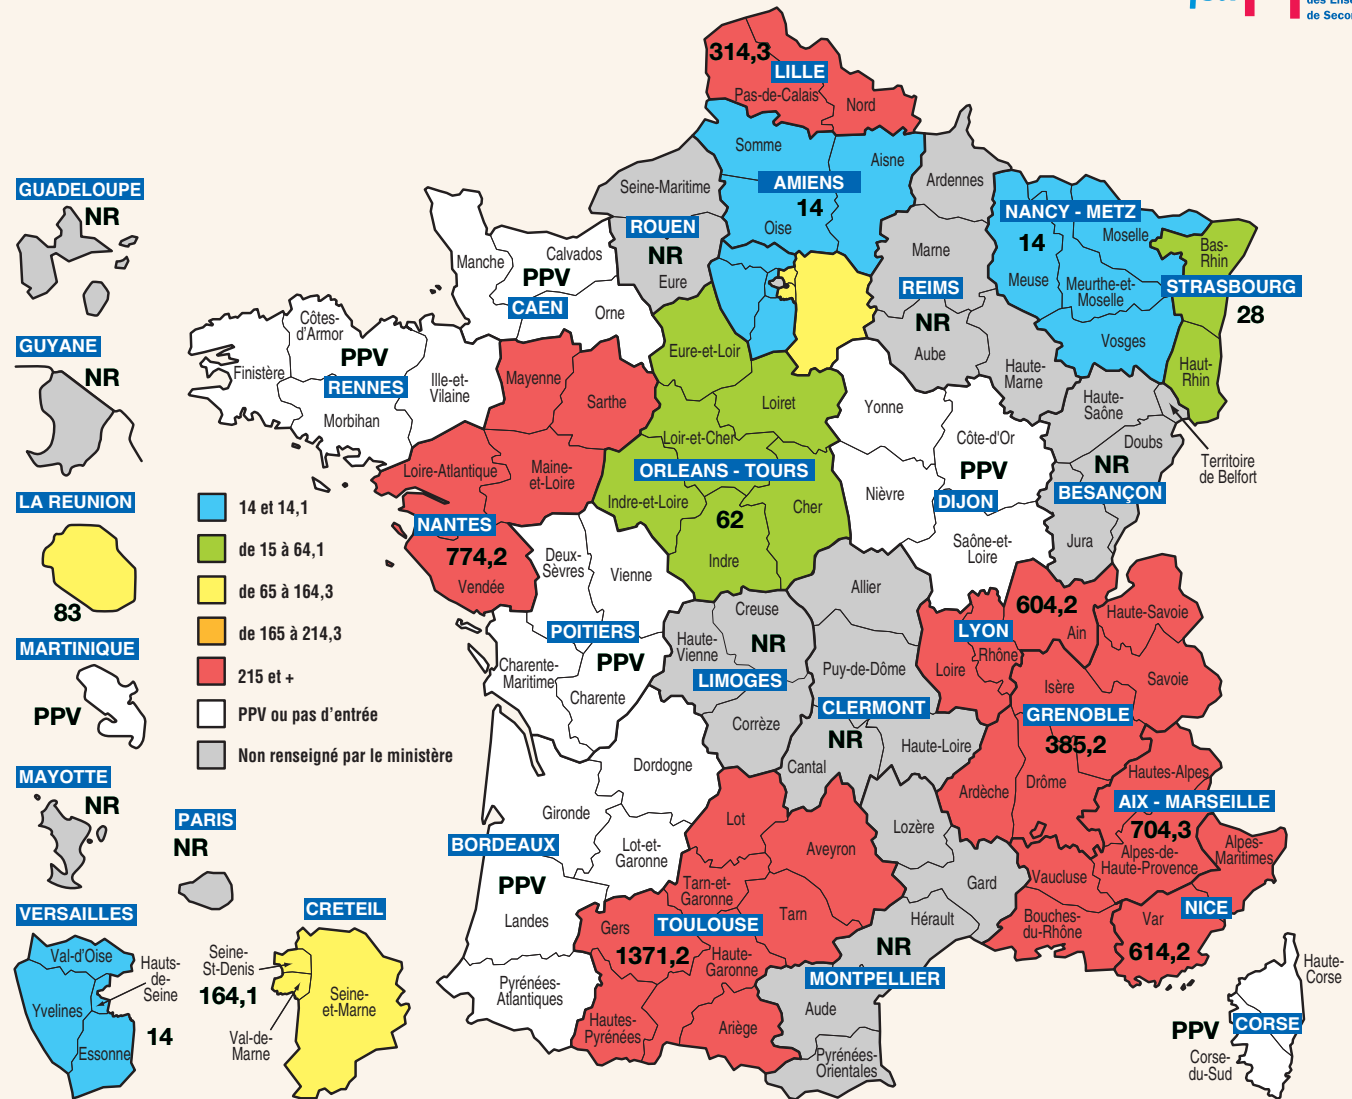 des Ense
de Secon
314,3
LILLE
Pas-de-Calais
Nord
Somme
Aisne
AMIENS
14
Oise
Ardennes
Seine-Maritime
ROUEN
NR
Eure
GUADELOUPE
NR
Manche
Calvados
PPV
CAEN
Orne
Marne
REIMS
NR
Aube
Haute-
Marne
NANCY - METZ
14
Moselle
Meuse
Meurthe-et-
Moselle
Vosges
Bas-
Rhin
STRASBOURG
28
Haut-
Rhin
GUYANE
NR
Côtes-
d'Armor
PPV
Finistère
RENNES
Ille-et-
Vilaine
Morbihan
Mayenne
Sarthe
Eure-et-Loir
Loiret
Loir-et-Cher
ORLEANS - TOURS
Indre-et-Loire
62
Cher
Indre
Yonne
Côte-d'Or
PPV
Nièvre
DIJON
Saône-et-
Loire
Haute-
Saône
Doubs
NR
BESANÇON
Jura
Territoire
de Belfort
LA REUNION
83
14 et 14,1
de 15 à 64,1
de 65 à 164,3
de 165 à 214,3
215 et +
PPV ou pas d'entrée
Non renseigné par le ministère
Loire-Atlantique
Maine-
et-Loire
NANTES
774,2
Vendée
Deux-
Sèvres
Vienne
POITIERS
PPV
Charente-
Maritime
Charente
Creuse
NR
Haute-
Vienne
LIMOGES
Corrèze
Allier
Puy-de-Dôme
CLERMONT
NR
Haute-Loire
Cantal
604,2
Ain
LYON
Rhône
Loire
Haute-Savoie
Savoie
Isère
GRENOBLE
385,2
Ardèche
Drôme
Hautes-Alpes
AIX - MARSEILLE
704,3
Alpes-de-
Haute-Provence
Vaucluse
Bouches-
du-Rhône
Alpes-
Maritimes
NICE
Var
614,2
MARTINIQUE
PPV
MAYOTTE
NR
PARIS
NR
Dordogne
Gironde
BORDEAUX
Lot-et-
Garonne
PPV
Landes
Pyrénées-
Atlantiques
Lot
Aveyron
Tarn-et-
Garonne
Tarn
Gers
TOULOUSE
1371,2
Haute-
Garonne
Hautes-
Pyrénées
Ariège
Lozère
Gard
Hérault
NR
MONTPELLIER
Aude
Pyrénées-
Orientales
VERSAILLES
Val-d'Oise
Hauts-
de-
Seine
Yvelines
Essonne
14
CRETEIL
Seine-
St-Denis
164,1
Seine-
et-Marne
Val-de-
Marne
Haute-
Corse
PPV
CORSE
Corse-
du-Sud